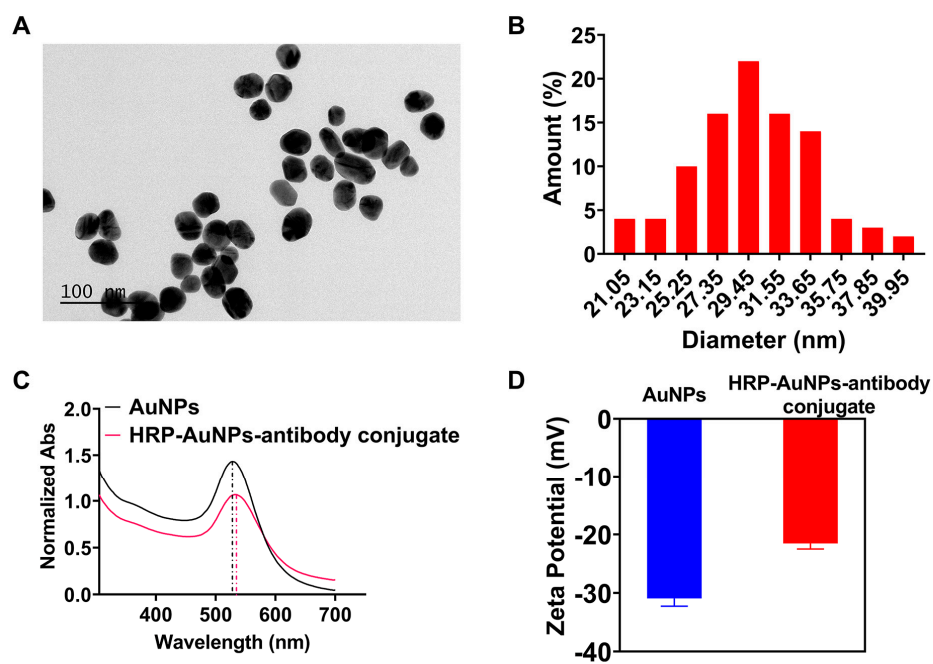 A
100 nm
B
25
20
15
10
5
0
Amount (%)
21.05 23.15 25.25 27.35 29.45 31.55 33.65 35.75 37.85 39.95
Diameter (nm)
C
AuNPs
HRP-AuNPs-antibody conjugate
2.0
1.5
1.0
0.5
0.0
Normalized Abs
400 500 600 700
Wavelength (nm)
D
AuNPs
HRP-AuNPs-antibody
conjugate
0
-10
-20
-30
-40
Zeta Potential (mV)